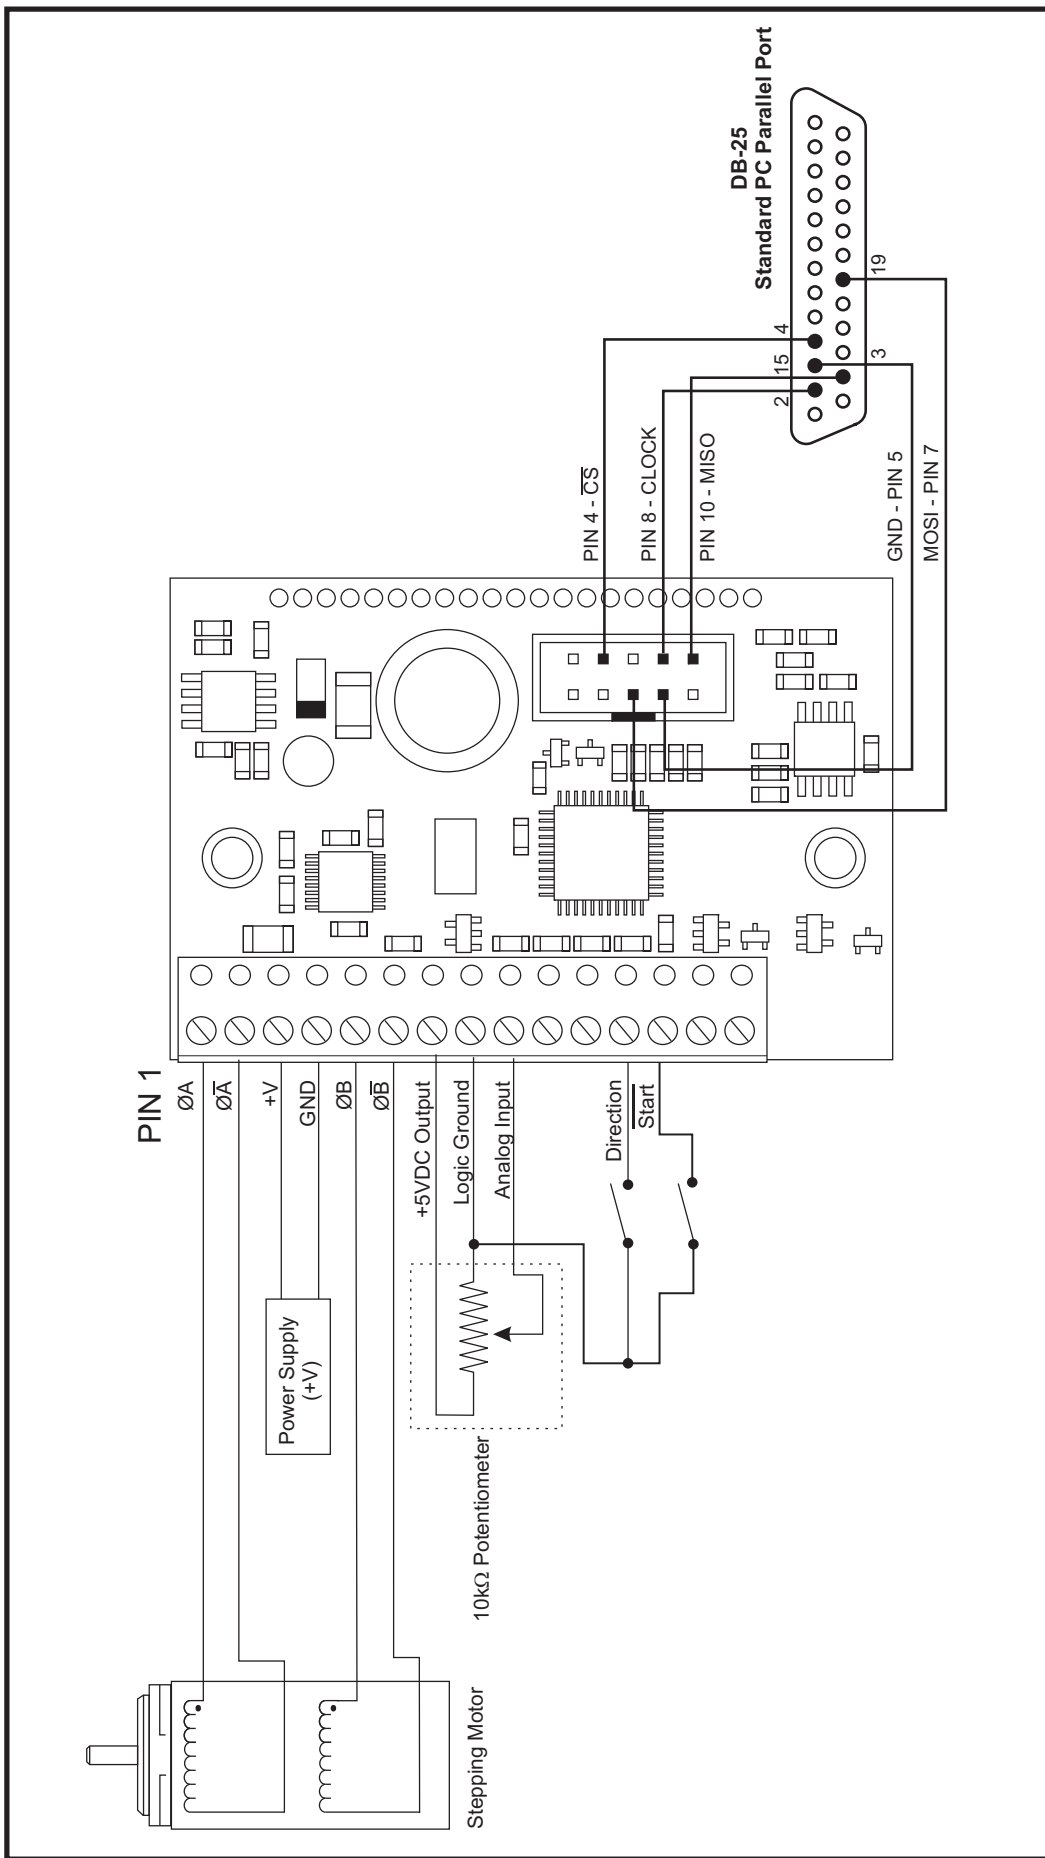 DB-25
Standard PC Parallel Port
2
15
4
3
19
PIN 4 - C̅S̅
PIN 8 - CLOCK
PIN 10 - MISO
GND - PIN 5
MOSI - PIN 7
PIN 1
ØA
ØA̅
+V
GND
ØB
ØB̅
+5VDC Output
Logic Ground
Analog Input
Direction
S̅t̅a̅r̅t̅
Power Supply
(+V)
10kΩ Potentiometer
Stepping Motor